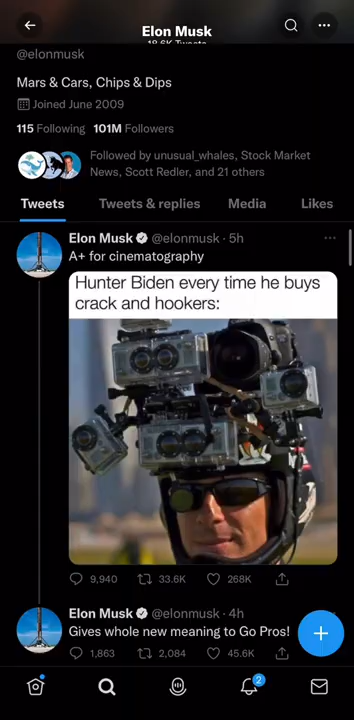 Elon Musk
18.6K Tweets
@elonmusk
Mars & Cars, Chips & Dips
Joined June 2009
115 Following 101M Followers
Followed by unusual_whales, Stock Market
News, Scott Redler, and 21 others
Tweets Tweets & replies Media Likes
Elon Musk @elonmusk · 5h
A+ for cinematography
Hunter Biden every time he buys
crack and hookers:
9,940 33.6K 268K
Elon Musk @elonmusk · 4h
Gives whole new meaning to Go Pros!
1,863 2,084 45.6K
2